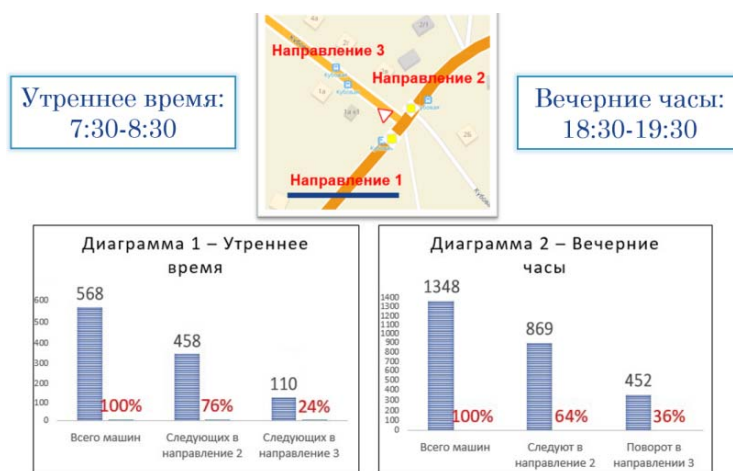 Направление 3
Направление 2
Направление 1
Утреннее время:
7:30-8:30
Вечерние часы:
18:30-19:30
Диаграмма 1 – Утреннее
время
600
500
400
300
200
100
0
568
458
110
100%
76%
24%
Всего машин
Следующих в
направление 2
Следующих в
направление 3
Диаграмма 2 – Вечерние
часы
1400
1300
1200
1100
1000
900
800
700
600
500
400
300
200
100
0
1348
869
452
100%
64%
36%
Всего машин
Следуют в
направление 2
Поворот в
направлении 3